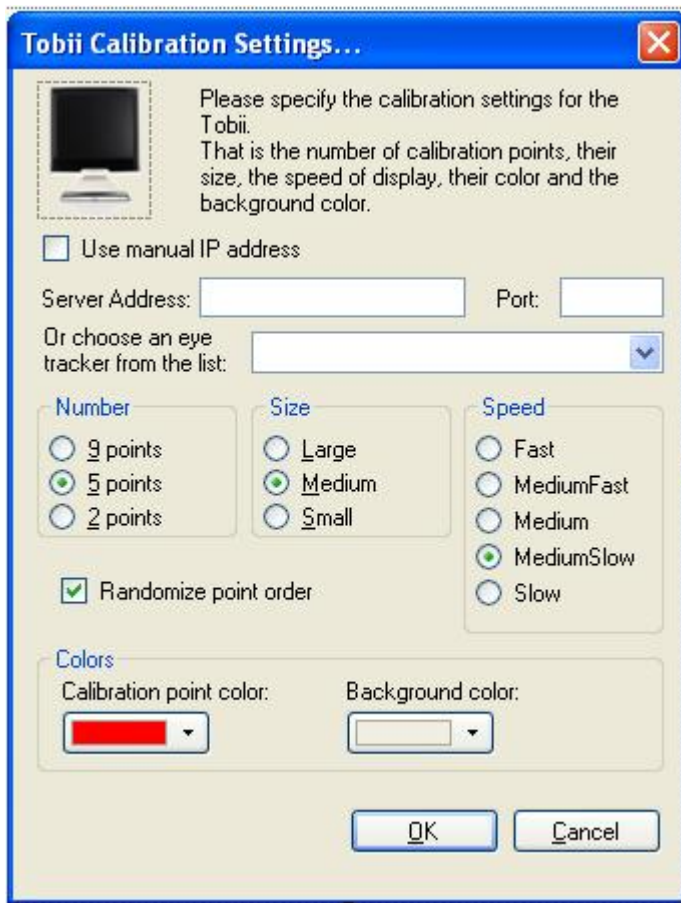 Tobii Calibration Settings...
Please specify the calibration settings for the
Tobii.
That is the number of calibration points, their
size, the speed of display, their color and the
background color.
Use manual IP address
Server Address:
Port:
Or choose an eye
tracker from the list:
Number
9 points
5 points
2 points
Size
Large
Medium
Small
Speed
Fast
MediumFast
Medium
MediumSlow
Slow
Randomize point order
Colors
Calibration point color:
Background color:
OK
Cancel